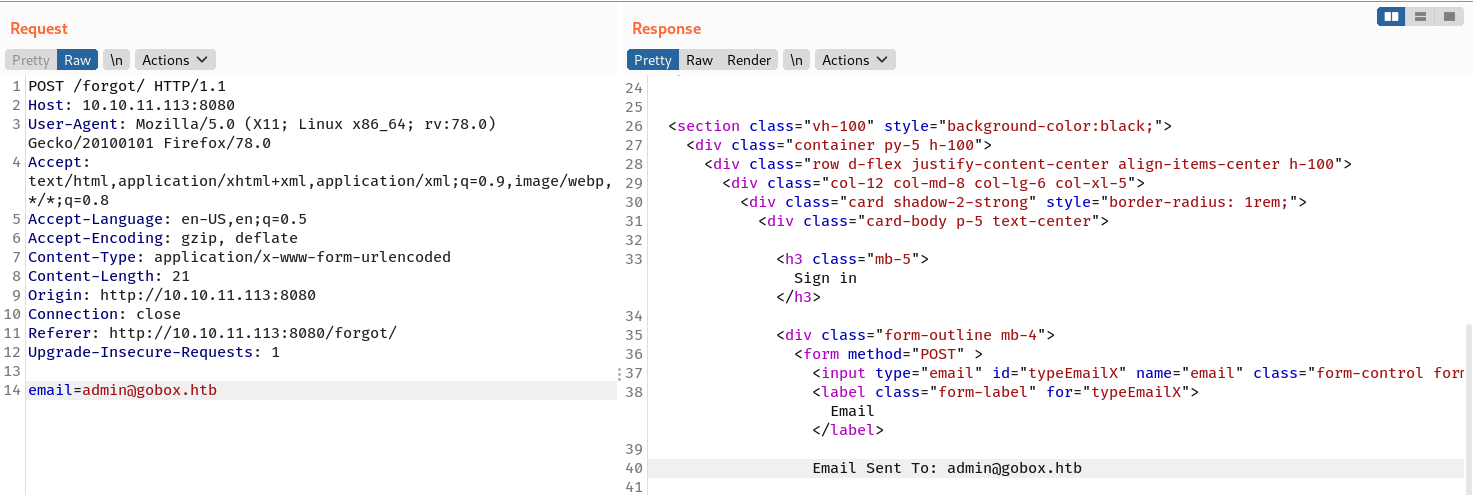 Request
Pretty Raw \n Actions
1 POST /forgot/ HTTP/1.1
2 Host: 10.10.11.113:8080
3 User-Agent: Mozilla/5.0 (X11; Linux x86_64; rv:78.0)
Gecko/20100101 Firefox/78.0
4 Accept:
text/html,application/xhtml+xml,application/xml;q=0.9,image/webp,
*/*;q=0.8
5 Accept-Language: en-US,en;q=0.5
6 Accept-Encoding: gzip, deflate
7 Content-Type: application/x-www-form-urlencoded
8 Content-Length: 21
9 Origin: http://10.10.11.113:8080
10 Connection: close
11 Referer: http://10.10.11.113:8080/forgot/
12 Upgrade-Insecure-Requests: 1
13
14 email=admin@gobox.htb
Response
Pretty Raw Render \n Actions
24
25
26 <section class="vh-100" style="background-color:black;">
27 <div class="container py-5 h-100">
28 <div class="row d-flex justify-content-center align-items-center h-100">
29 <div class="col-12 col-md-8 col-lg-6 col-xl-5">
30 <div class="card shadow-2-strong" style="border-radius: 1rem;">
31 <div class="card-body p-5 text-center">
32
33 <h3 class="mb-5">
Sign in
</h3>
34
35 <div class="form-outline mb-4">
36 <form method="POST" >
37 <input type="email" id="typeEmailX" name="email" class="form-control for
38 <label class="form-label" for="typeEmailX">
Email
</label>
39
40 Email Sent To: admin@gobox.htb
41